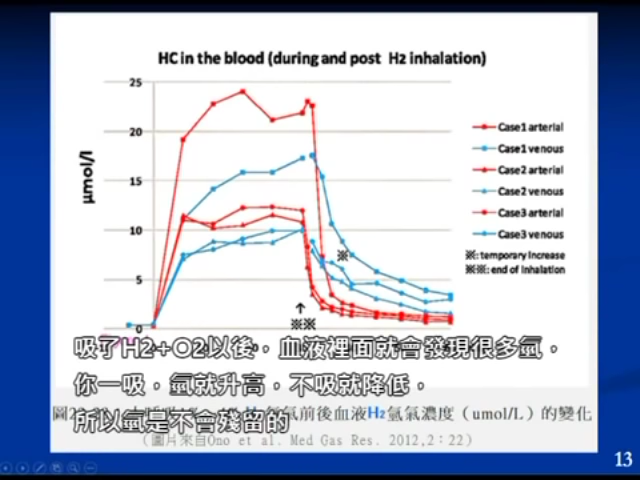 HC in the blood (during and post H2 inhalation)
25
20
15
10
5
0
μmol/l
Case1 arterial
Case1 venous
Case2 arterial
Case2 venous
Case3 arterial
Case3 venous
※: temporary increase
※※: end of inhalation
※
↑
※※
吸了H2+O2以後，血液裡面就會發現很多氫，
你一吸，氫就升高，不吸就降低，
所以氫是不會殘留的
氫氣前後血液H2氫氣濃度（umol/L）的變化
（圖片來自Ono et al. Med Gas Res. 2012,2：22）
13